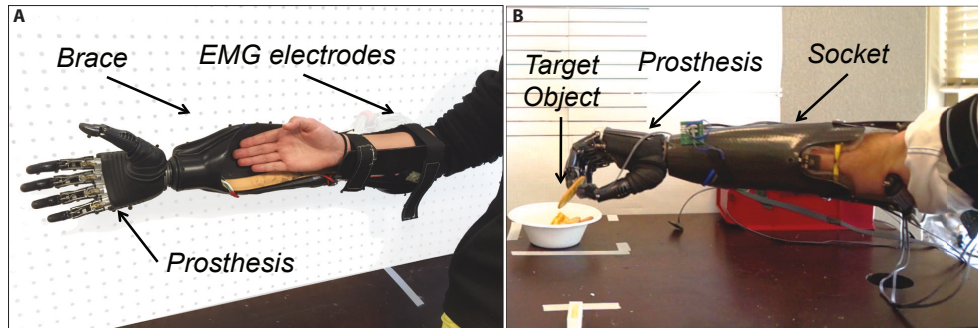 A
Brace
EMG electrodes
Prosthesis
B
Target
Object
Prosthesis
Socket